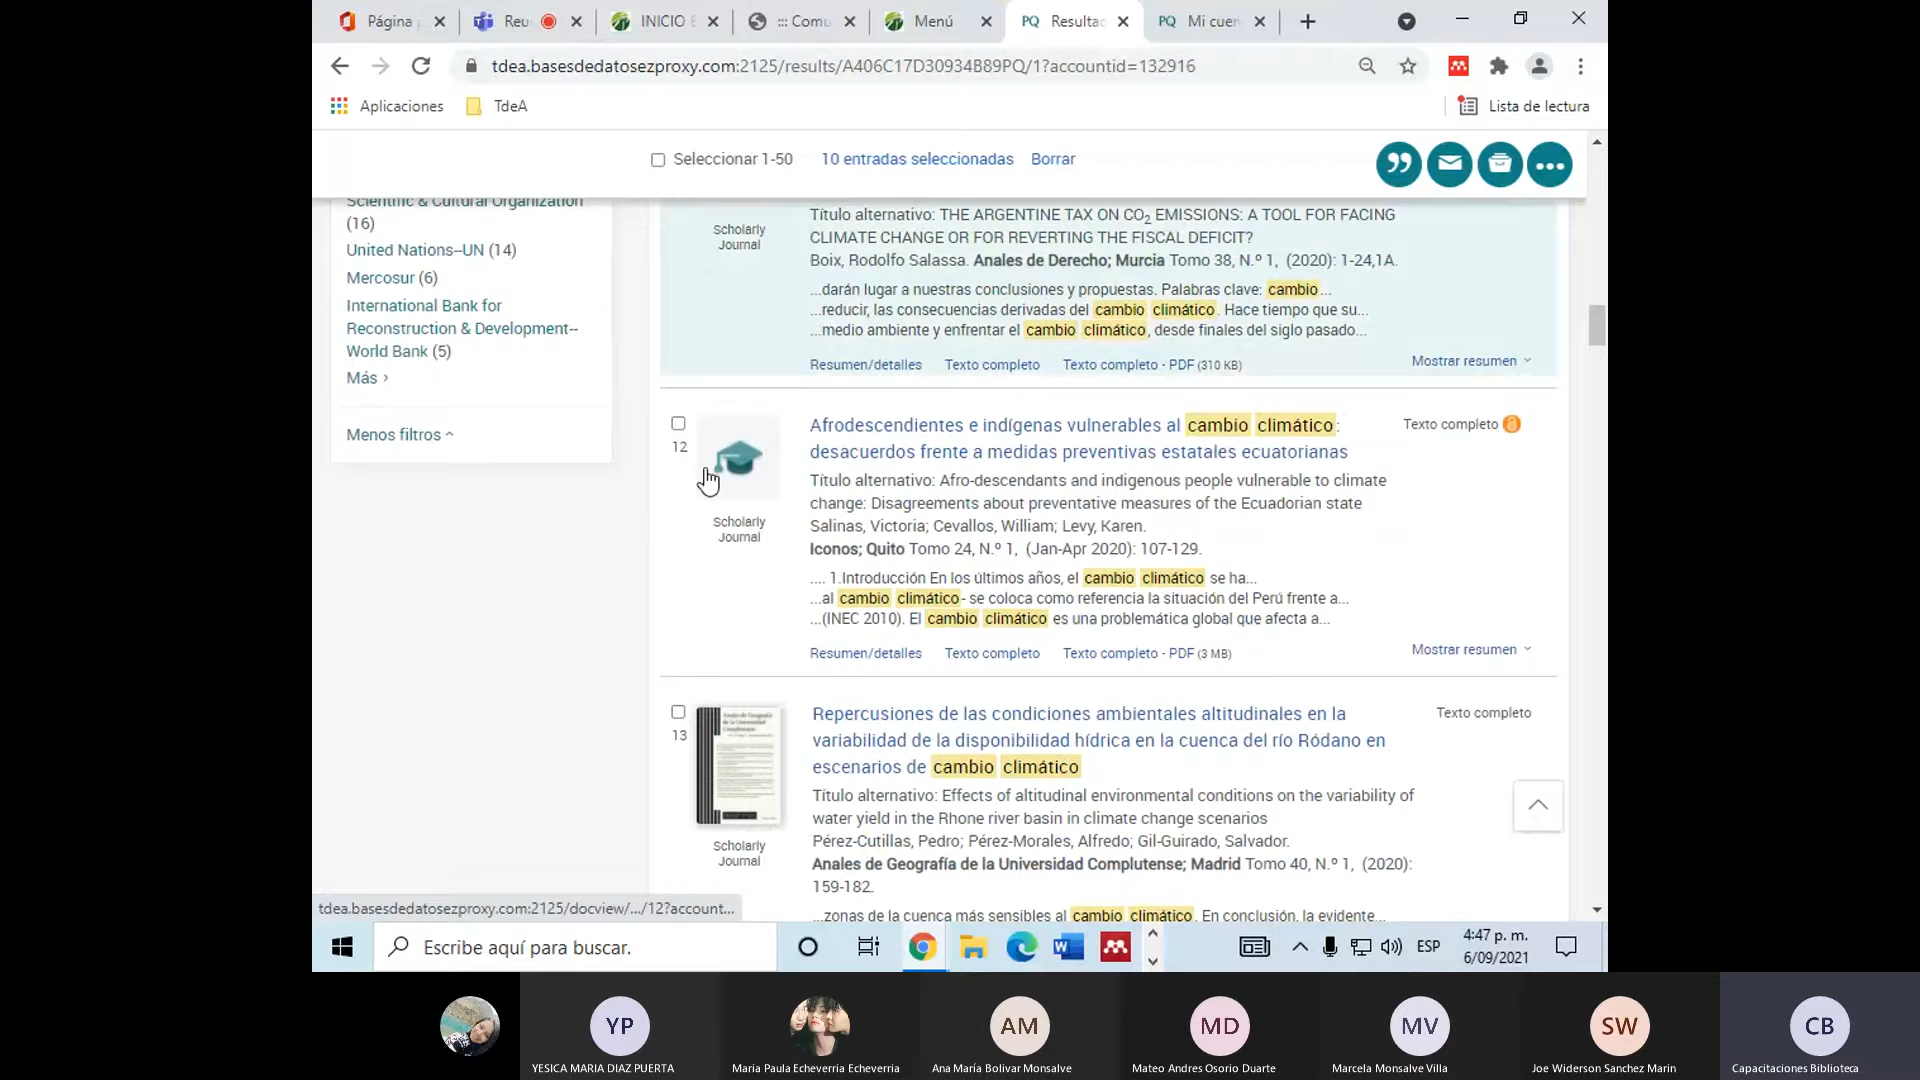 Página
Reu
INICIO E
::: Comu
Menú
PQ Resultac
PQ Mi cuen
tdea.basesdedatosezproxy.com:2125/results/A406C17D30934B89PQ/1?accountid=132916
Aplicaciones
TdeA
Lista de lectura
Seleccionar 1-50
10 entradas seleccionadas
Borrar
Scientific & Cultural Organization
(16)
United Nations--UN (14)
Mercosur (6)
International Bank for
Reconstruction & Development--
World Bank (5)
Más
Menos filtros
Scholarly
Journal
Título alternativo: THE ARGENTINE TAX ON CO2 EMISSIONS: A TOOL FOR FACING
CLIMATE CHANGE OR FOR REVERTING THE FISCAL DEFICIT?
Boix, Rodolfo Salassa. Anales de Derecho; Murcia Tomo 38, N.º 1, (2020): 1-24,1A.
...darán lugar a nuestras conclusiones y propuestas. Palabras clave: cambio...
...reducir, las consecuencias derivadas del cambio climático. Hace tiempo que su...
...medio ambiente y enfrentar el cambio climático, desde finales del siglo pasado...
Resumen/detalles Texto completo Texto completo - PDF (310 KB)
Mostrar resumen
12
Scholarly
Journal
Afrodescendientes e indígenas vulnerables al cambio climático:
desacuerdos frente a medidas preventivas estatales ecuatorianas
Texto completo
Título alternativo: Afro-descendants and indigenous people vulnerable to climate
change: Disagreements about preventative measures of the Ecuadorian state
Salinas, Victoria; Cevallos, William; Levy, Karen.
Iconos; Quito Tomo 24, N.º 1, (Jan-Apr 2020): 107-129.
.... 1.Introducción En los últimos años, el cambio climático se ha...
...al cambio climático- se coloca como referencia la situación del Perú frente a...
...(INEC 2010). El cambio climático es una problemática global que afecta a...
Resumen/detalles Texto completo Texto completo - PDF (3 MB)
Mostrar resumen
13
Scholarly
Journal
Repercusiones de las condiciones ambientales altitudinales en la
variabilidad de la disponibilidad hídrica en la cuenca del río Ródano en
escenarios de cambio climático
Texto completo
Título alternativo: Effects of altitudinal environmental conditions on the variability of
water yield in the Rhone river basin in climate change scenarios
Pérez-Cutillas, Pedro; Pérez-Morales, Alfredo; Gil-Guirado, Salvador.
Anales de Geografía de la Universidad Complutense; Madrid Tomo 40, N.º 1, (2020):
159-182.
...zonas de la cuenca más sensibles al cambio climático. En conclusión, la evidente...
tdea.basesdedatosezproxy.com:2125/docview/.../12?account...
Escribe aquí para buscar.
ESP
4:47 p. m.
6/09/2021
YP
AM
MD
MV
SW
CB
YESICA MARIA DIAZ PUERTA
Maria Paula Echeverria Echeverria
Ana María Bolivar Monsalve
Mateo Andres Osorio Duarte
Marcela Monsalve Villa
Joe Widerson Sanchez Marin
Capacitaciones Biblioteca